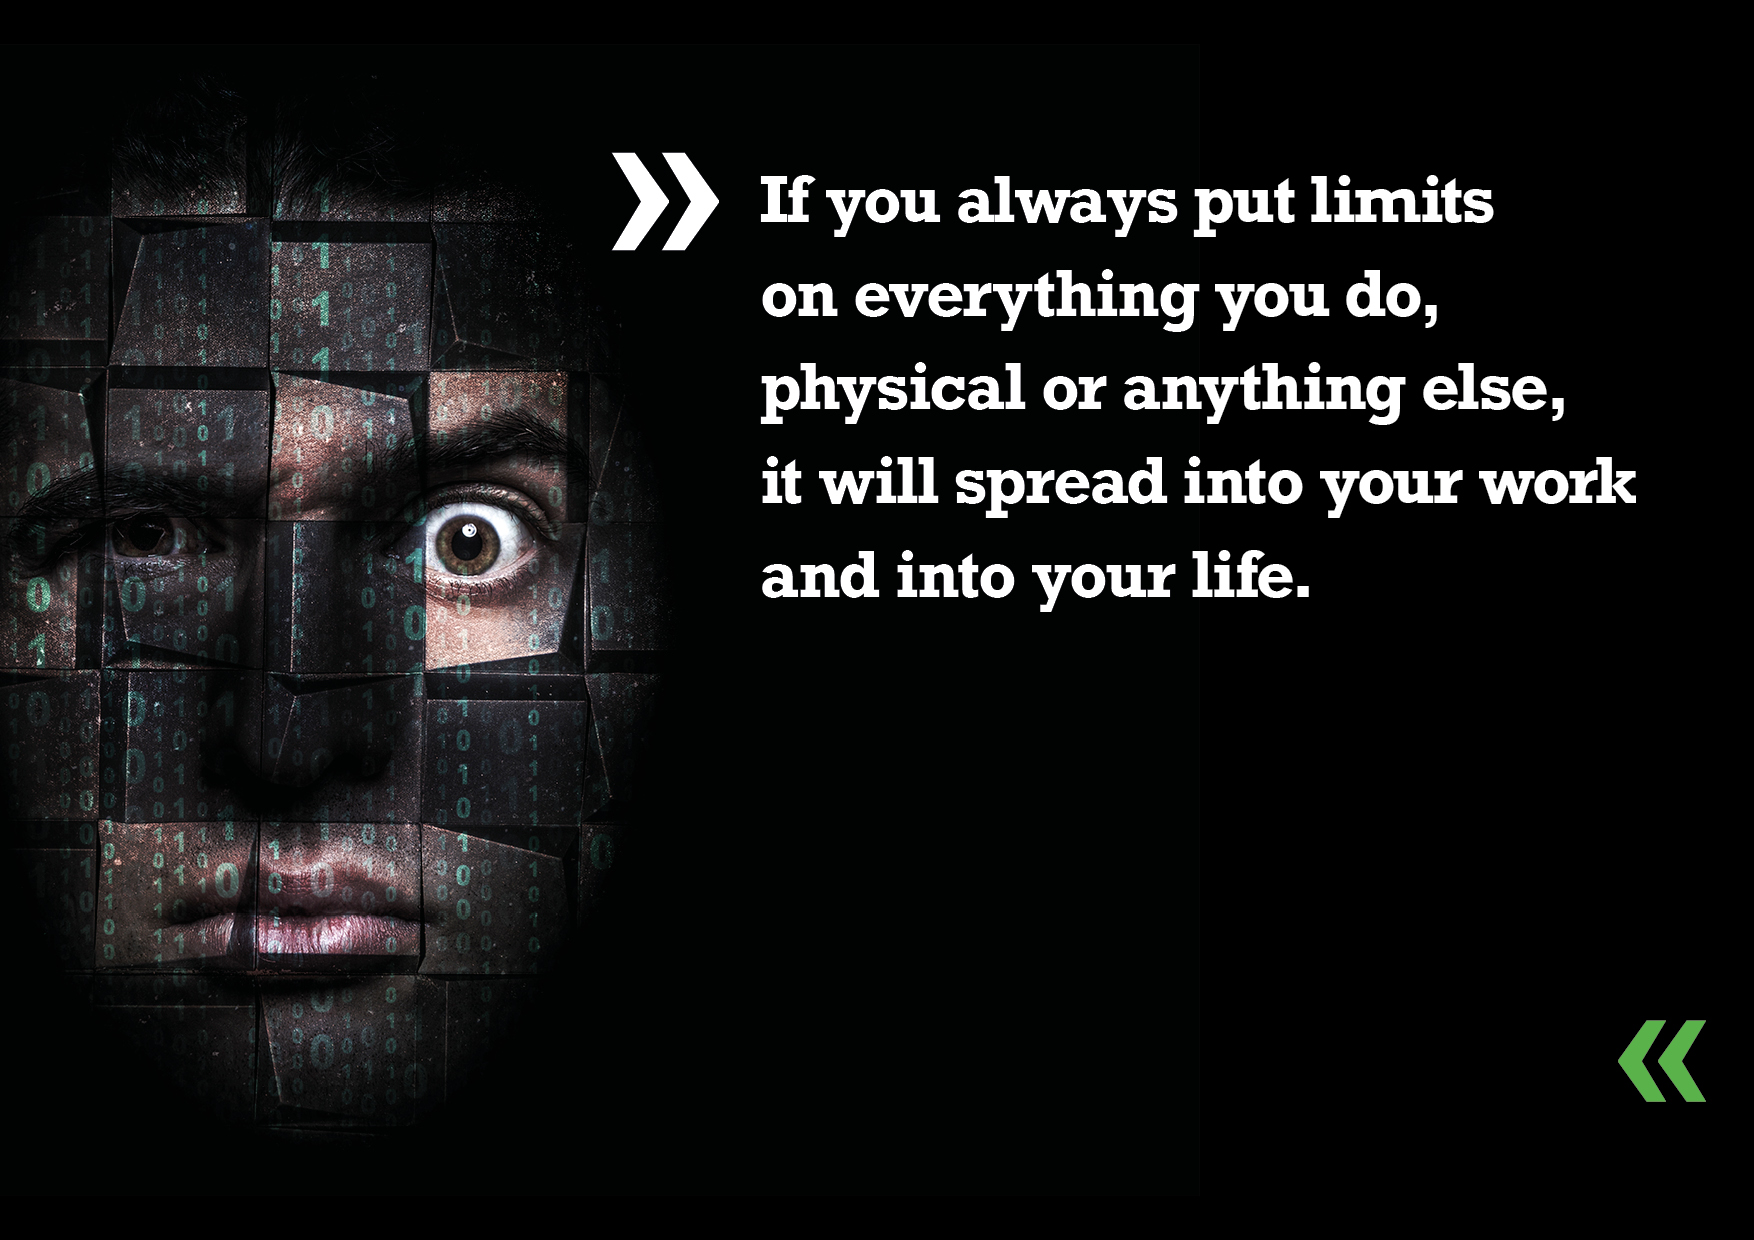 » If you always put limits
on everything you do,
physical or anything else,
it will spread into your work
and into your life.
«